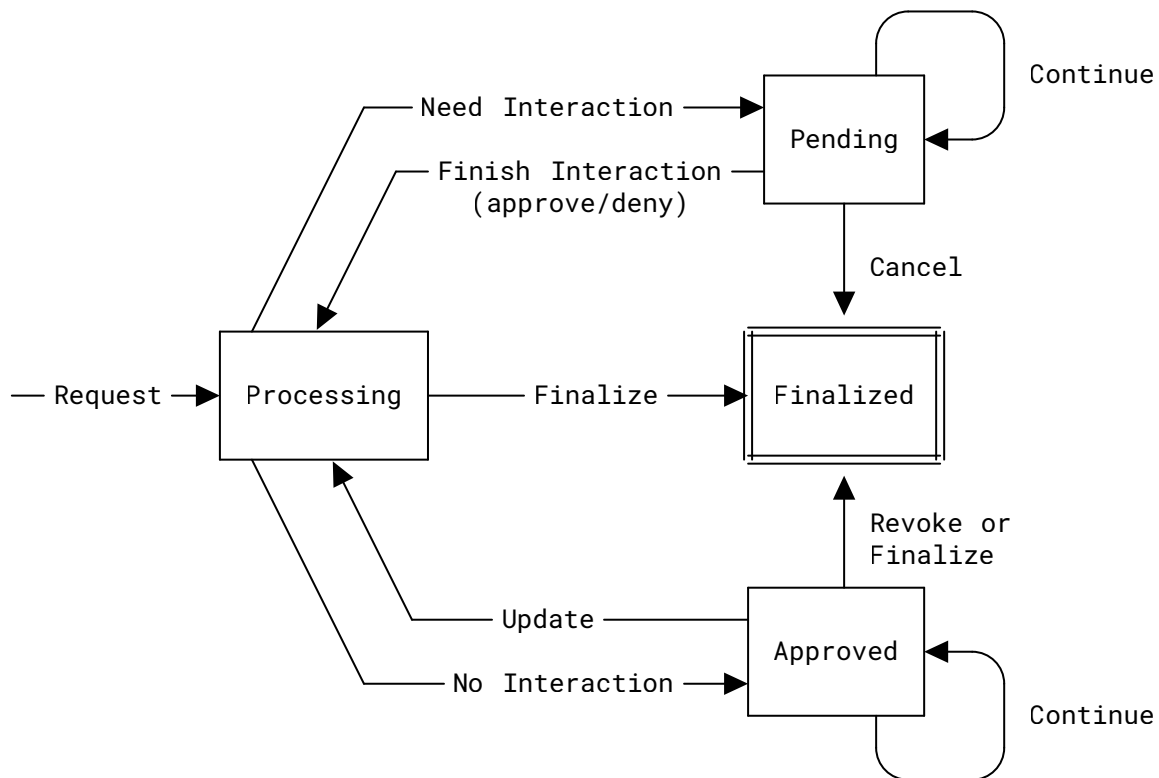 Continue
Need Interaction
Pending
Finish Interaction
(approve/deny)
Cancel
Request
Processing
Finalize
Finalized
Revoke or
Finalize
Update
Approved
No Interaction
Continue